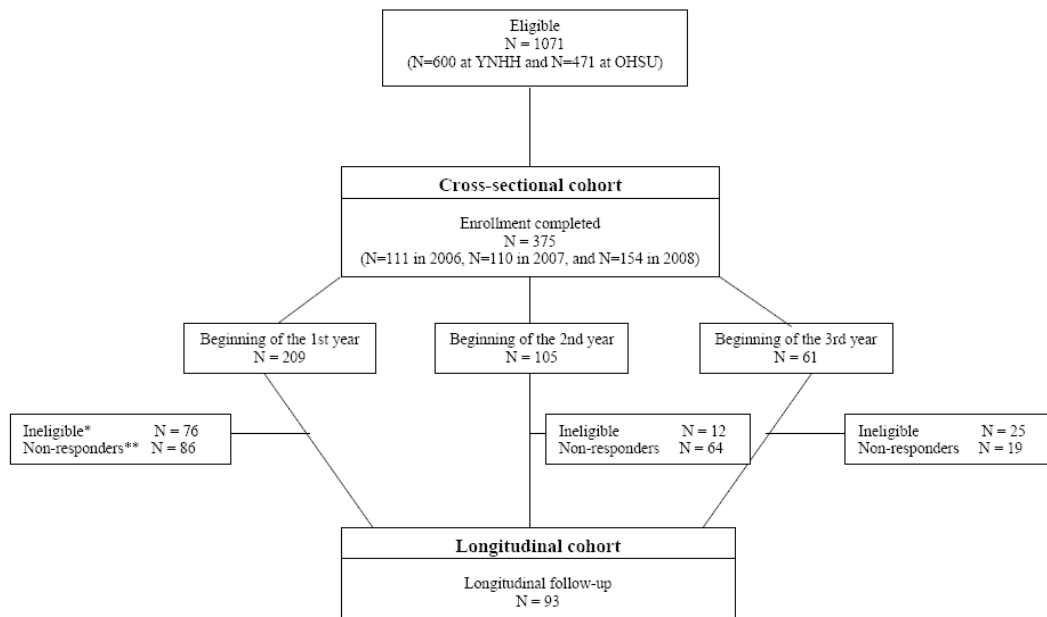 Eligible
N = 1071
(N=600 at YNHH and N=471 at OHSU)
Cross-sectional cohort
Enrollment completed
N = 375
(N=111 in 2006, N=110 in 2007, and N=154 in 2008)
Beginning of the 1st year
N = 209
Beginning of the 2nd year
N = 105
Beginning of the 3rd year
N = 61
Ineligible* N = 76
Non-responders** N = 86
Ineligible N = 12
Non-responders N = 64
Ineligible N = 25
Non-responders N = 19
Longitudinal cohort
Longitudinal follow-up
N = 93